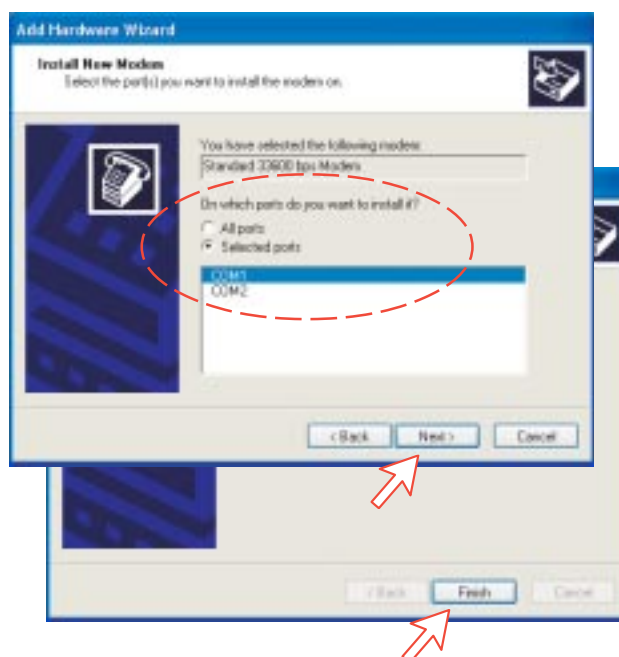 Add Hardware Wizard
Install New Modem
Select the port(s) you want to install the modem on.
You have selected the following modem:
Standard 33600 bps Modem
On which ports do you want to install it?
All ports
Selected ports
COM1
COM2
< Back
Next >
Cancel
< Back
Finish
Cancel